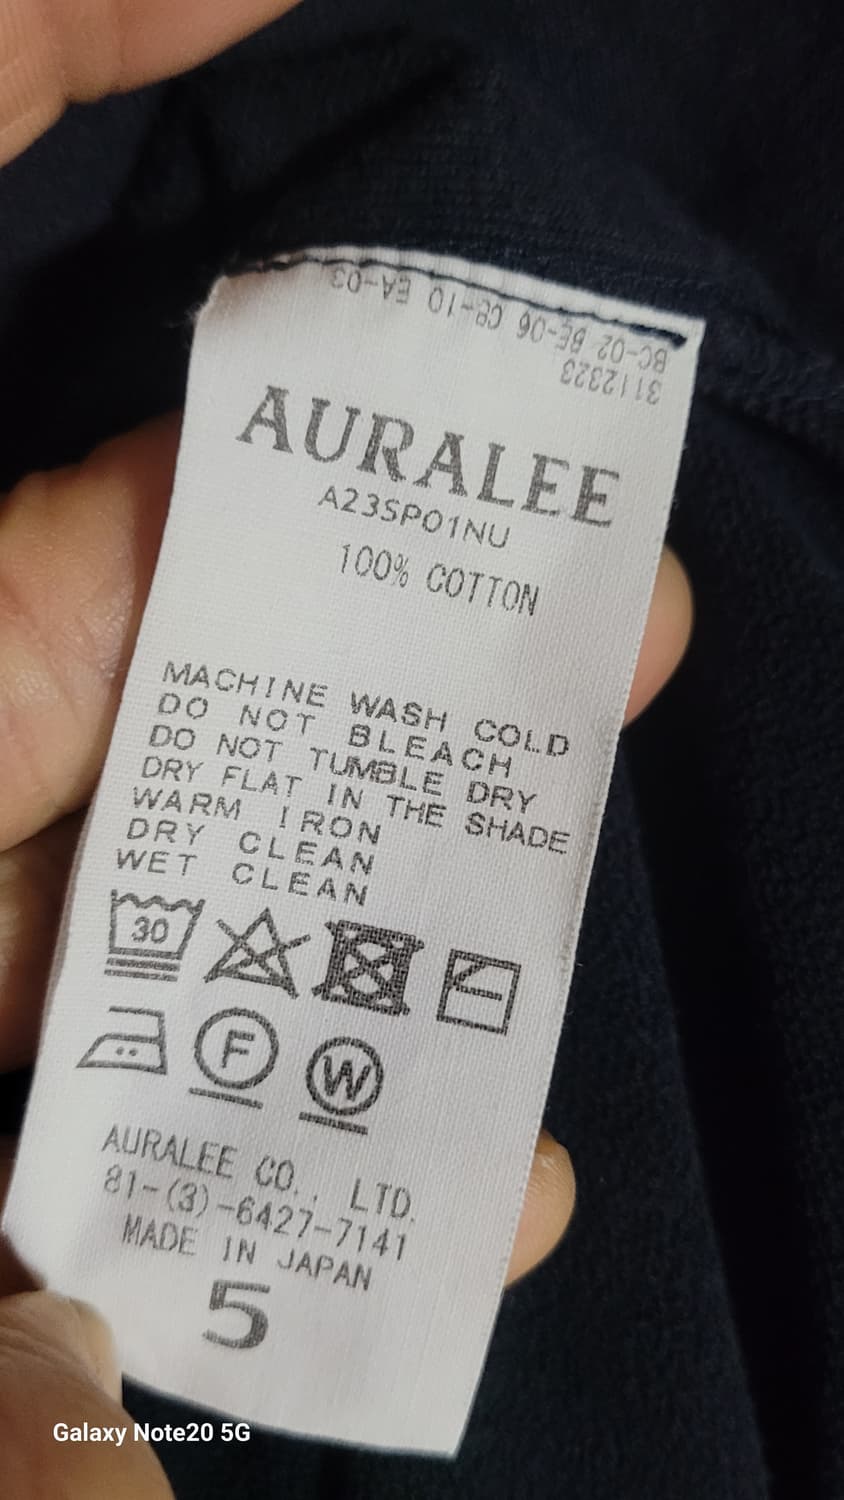 BC-02 BE-06 CB-10 EA-03
3112323
AURALEE
A23SP01NU
100% COTTON
MACHINE WASH COLD
DO NOT BLEACH
DO NOT TUMBLE DRY
DRY FLAT IN THE SHADE
WARM IRON
DRY CLEAN
WET CLEAN
30
F
W
AURALEE CO., LTD.
81-(3)-6427-7141
MADE IN JAPAN
5
Galaxy Note20 5G